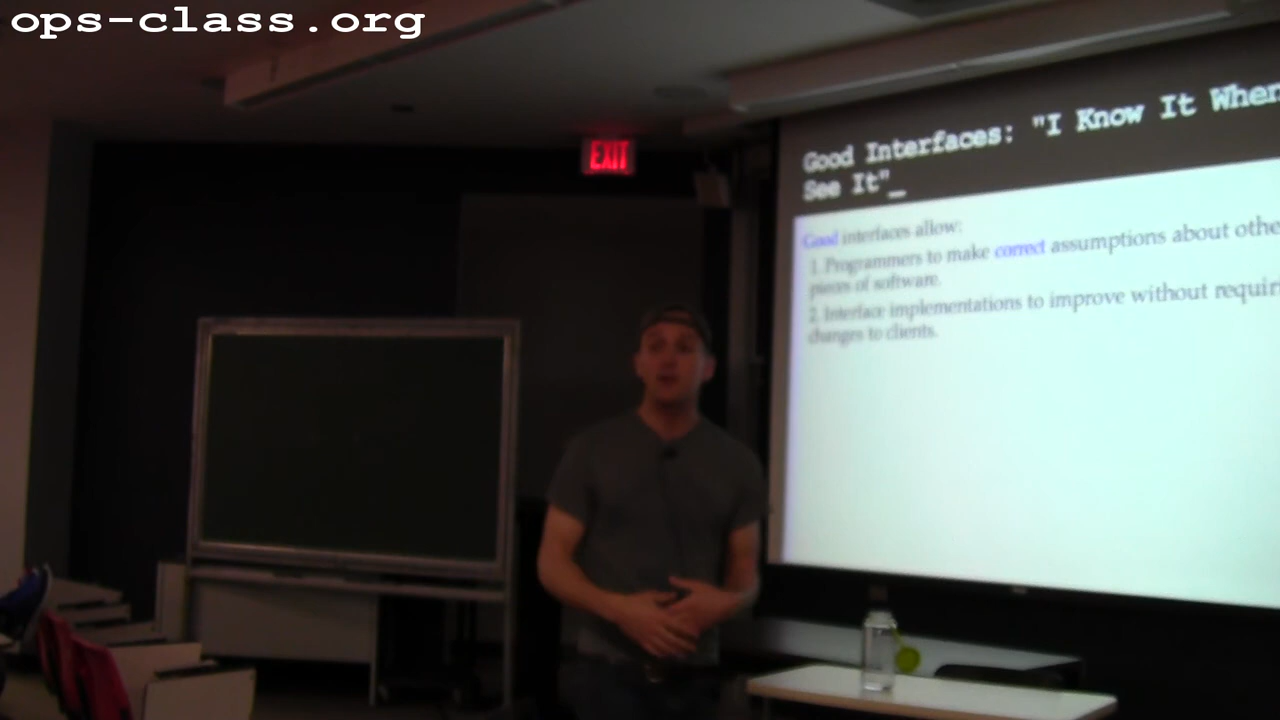 ops-class.org
EXIT
Good Interfaces: "I Know It When
See It"_
Good interfaces allow:
1. Programmers to make correct assumptions about othe
pieces of software.
2. Interface implementations to improve without requiri
changes to clients.